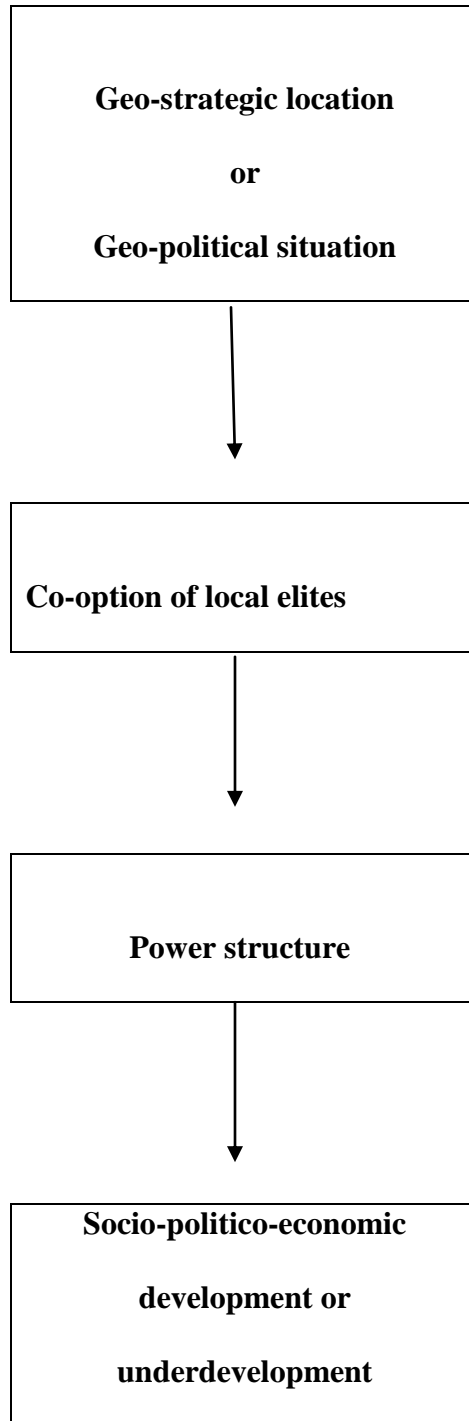 Geo-strategic location
or
Geo-political situation
Co-option of local elites
Power structure
Socio-politico-economic
development or
underdevelopment